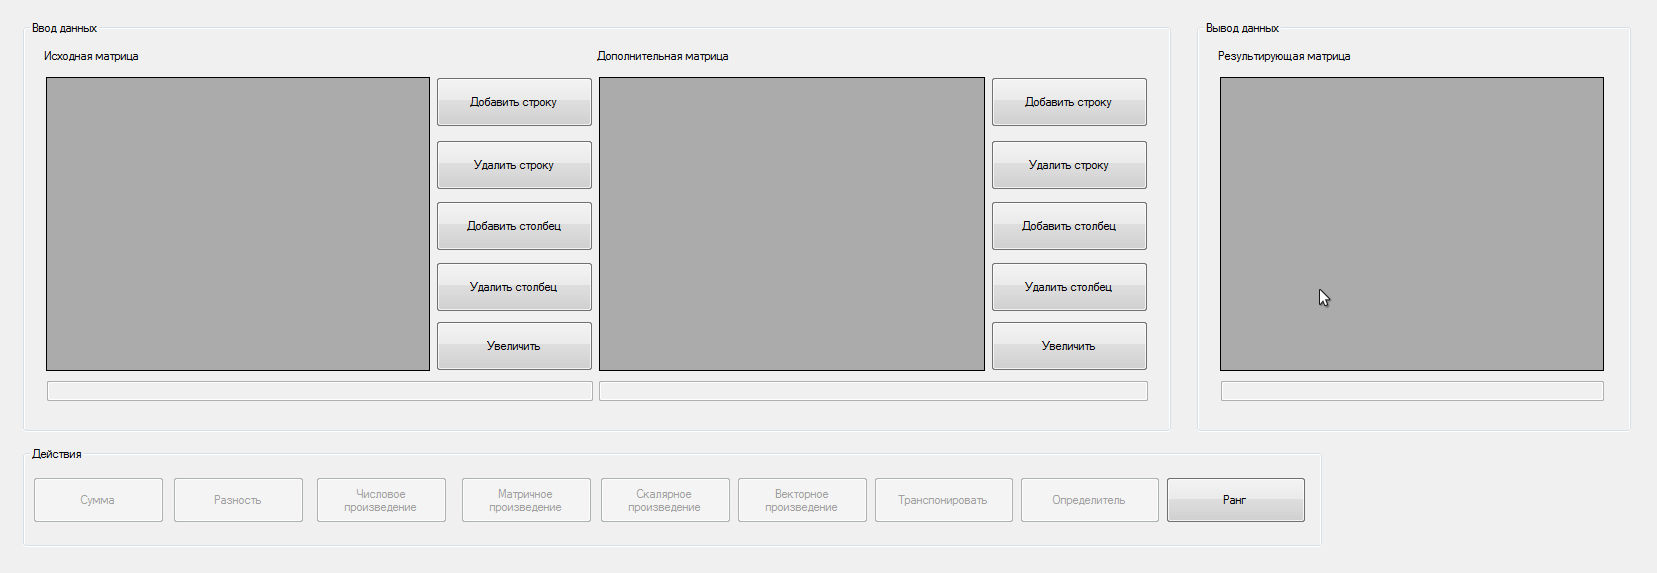 Ввод данных
Исходная матрица
Дополнительная матрица
Добавить строку
Удалить строку
Добавить столбец
Удалить столбец
Увеличить
Добавить строку
Удалить строку
Добавить столбец
Удалить столбец
Увеличить
Вывод данных
Результирующая матрица
Действия
Сумма
Разность
Числовое
произведение
Матричное
произведение
Скалярное
произведение
Векторное
произведение
Транспонировать
Определитель
Ранг